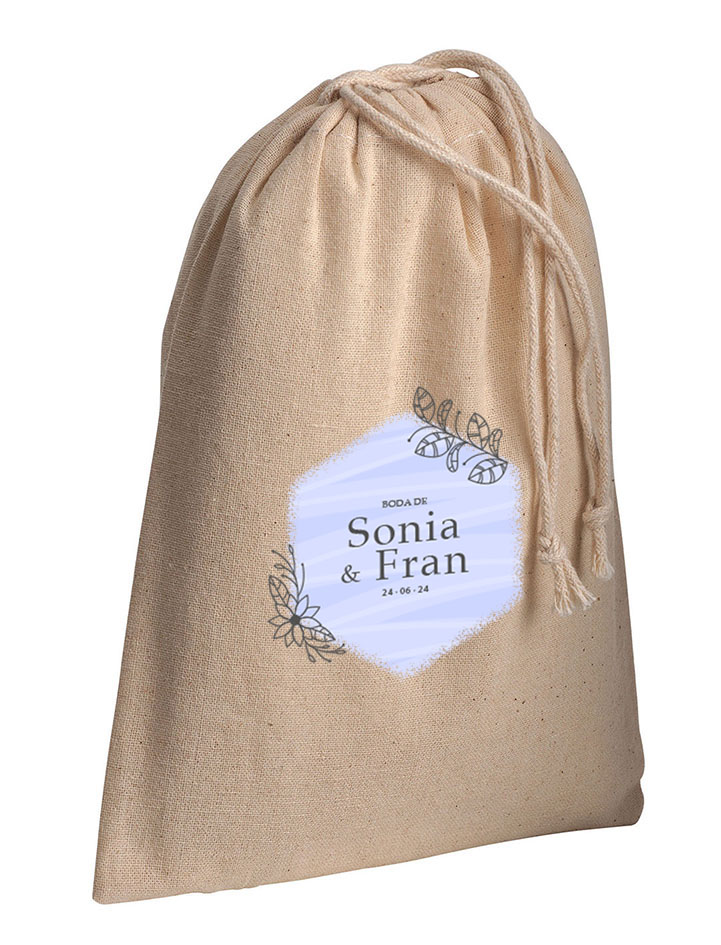 BODA DE
Sonia
& Fran
24·06·24